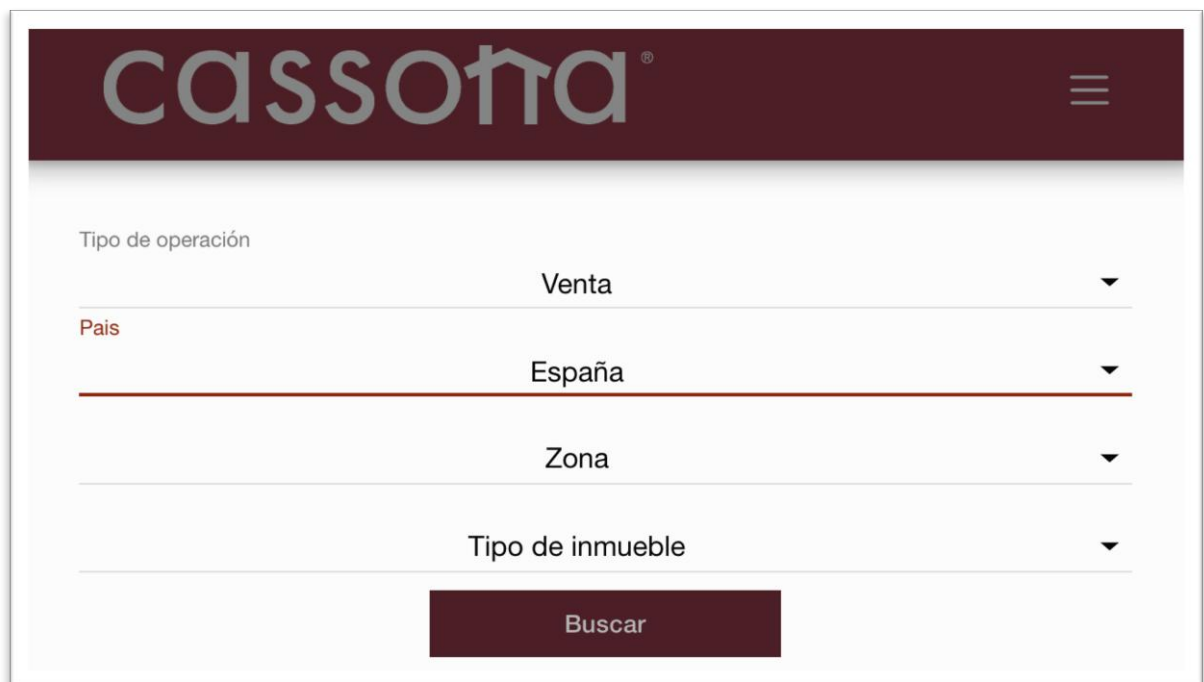 cassona®
Tipo de operación
Venta
Pais
España
Zona
Tipo de inmueble
Buscar